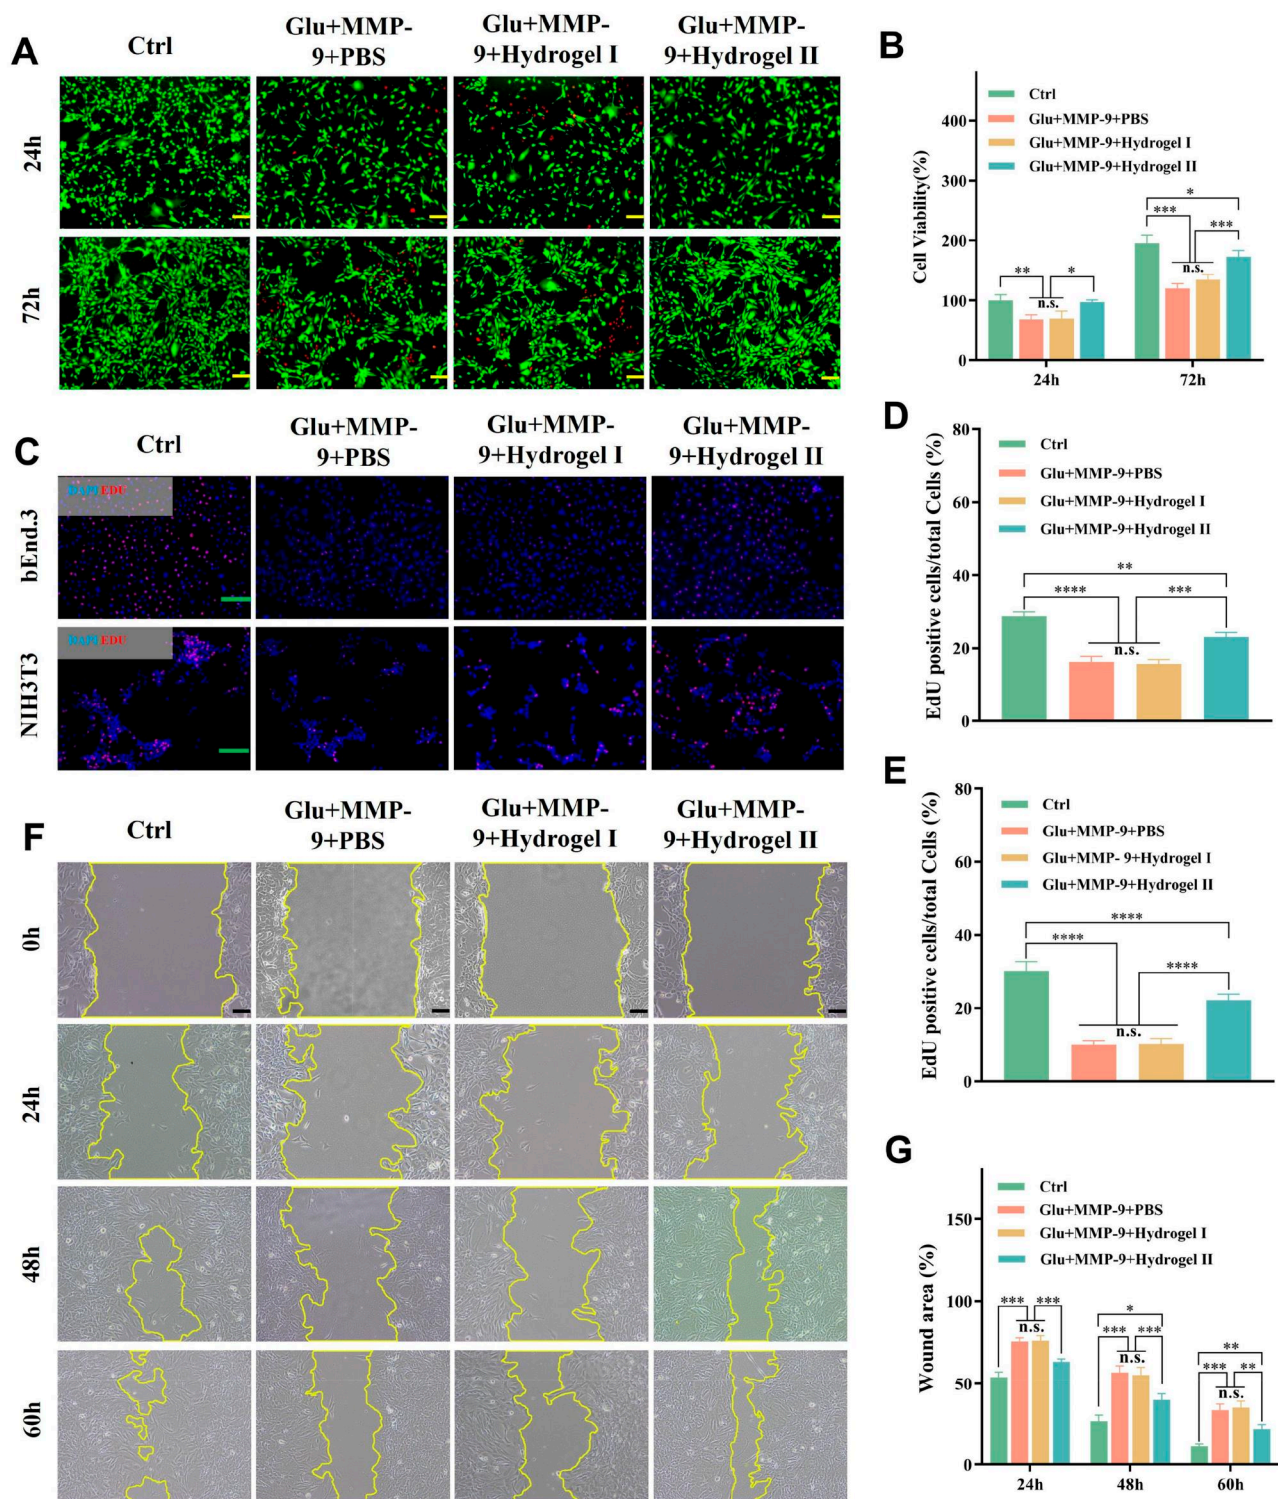 A
Ctrl
Glu+MMP-
9+PBS
Glu+MMP-
9+Hydrogel I
Glu+MMP-
9+Hydrogel II
24h
72h
B
Cell Viability(%)
400
300
200
100
0
Ctrl
Glu+MMP-9+PBS
Glu+MMP-9+Hydrogel I
Glu+MMP-9+Hydrogel II
**
*
n.s.
*
***
***
n.s.
24h
72h
C
Ctrl
Glu+MMP-
9+PBS
Glu+MMP-
9+Hydrogel I
Glu+MMP-
9+Hydrogel II
bEnd.3
DAPI EDU
NIH3T3
DAPI EDU
D
EdU positive cells/total Cells (%)
80
60
40
20
0
Ctrl
Glu+MMP-9+PBS
Glu+MMP-9+Hydrogel I
Glu+MMP-9+Hydrogel II
**
****
***
n.s.
E
EdU positive cells/total Cells (%)
80
60
40
20
0
Ctrl
Glu+MMP-9+PBS
Glu+MMP- 9+Hydrogel I
Glu+MMP-9+Hydrogel II
****
****
****
n.s.
F
Ctrl
Glu+MMP-
9+PBS
Glu+MMP-
9+Hydrogel I
Glu+MMP-
9+Hydrogel II
0h
24h
48h
60h
G
Wound area (%)
150
100
50
0
Ctrl
Glu+MMP-9+PBS
Glu+MMP-9+Hydrogel I
Glu+MMP-9+Hydrogel II
*** ***
n.s.
*
*** ***
n.s.
**
*** **
n.s.
24h
48h
60h